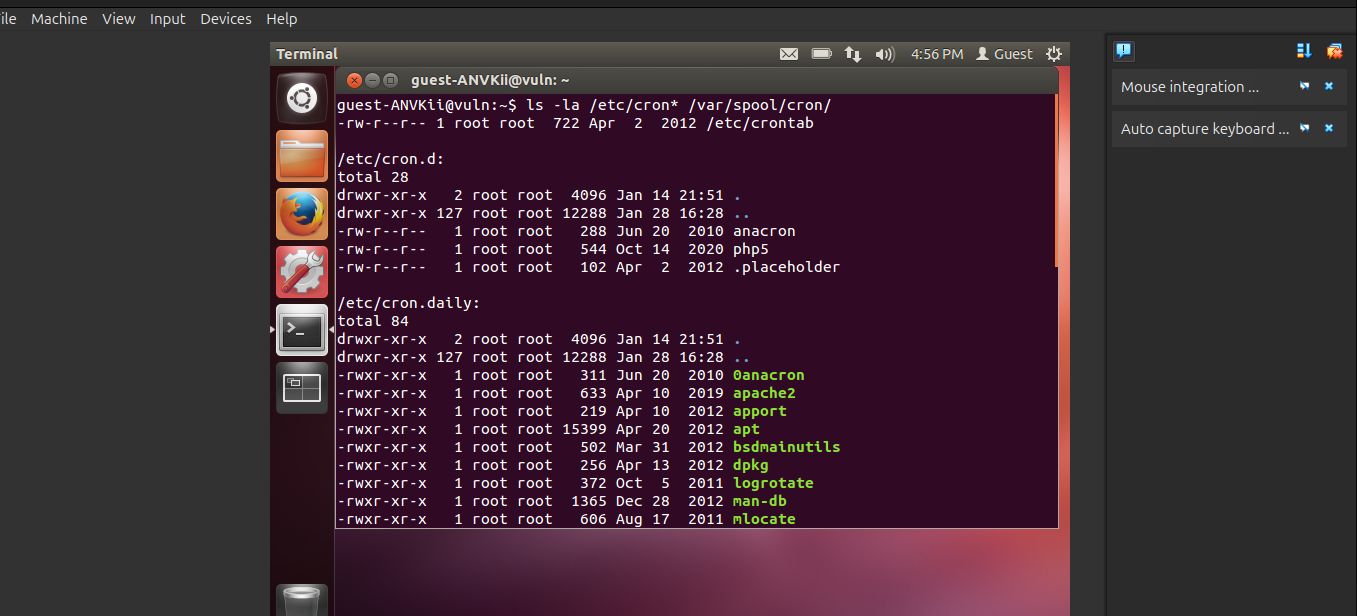 ile Machine View Input Devices Help
Terminal 4:56 PM Guest
guest-ANVKii@vuln: ~
guest-ANVKii@vuln:~$ ls -la /etc/cron* /var/spool/cron/
-rw-r--r-- 1 root root  722 Apr  2  2012 /etc/crontab
/etc/cron.d:
total 28
drwxr-xr-x   2 root root  4096 Jan 14 21:51 .
drwxr-xr-x 127 root root 12288 Jan 28 16:28 ..
-rw-r--r--   1 root root   288 Jun 20  2010 anacron
-rw-r--r--   1 root root   544 Oct 14  2020 php5
-rw-r--r--   1 root root   102 Apr  2  2012 .placeholder
/etc/cron.daily:
total 84
drwxr-xr-x   2 root root  4096 Jan 14 21:51 .
drwxr-xr-x 127 root root 12288 Jan 28 16:28 ..
-rwxr-xr-x   1 root root   311 Jun 20  2010 0anacron
-rwxr-xr-x   1 root root   633 Apr 10  2019 apache2
-rwxr-xr-x   1 root root   219 Apr 10  2012 apport
-rwxr-xr-x   1 root root 15399 Apr 20  2012 apt
-rwxr-xr-x   1 root root   502 Mar 31  2012 bsdmainutils
-rwxr-xr-x   1 root root   256 Apr 13  2012 dpkg
-rwxr-xr-x   1 root root   372 Oct  5  2011 logrotate
-rwxr-xr-x   1 root root  1365 Dec 28  2012 man-db
-rwxr-xr-x   1 root root   606 Aug 17  2011 mlocate
Mouse integration ...
Auto capture keyboard ...